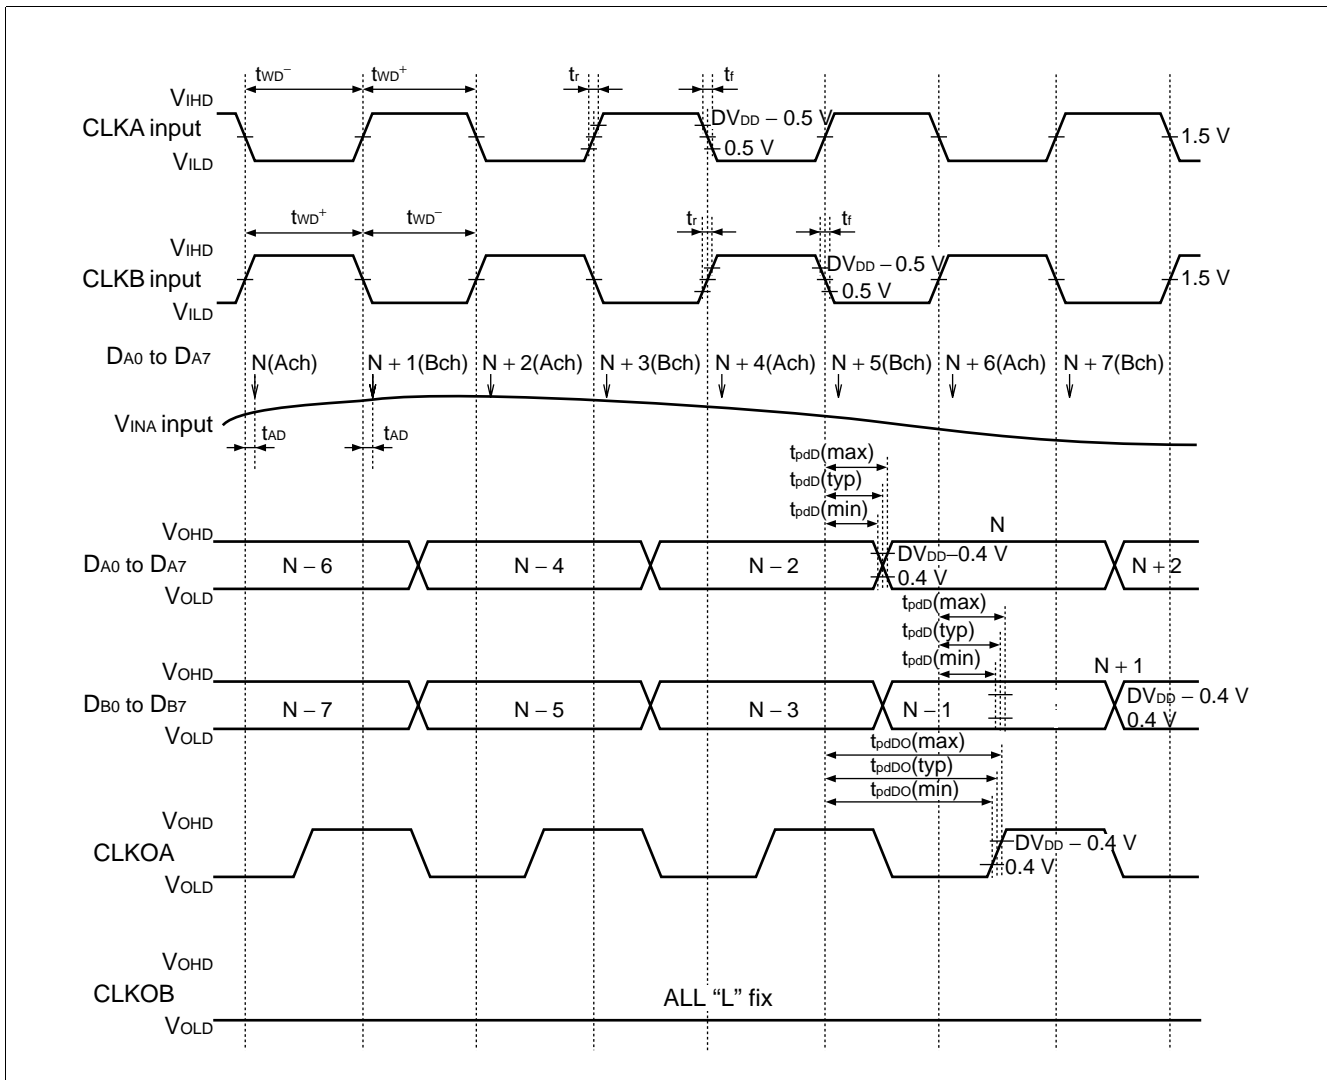 tWD− tWD+ tr tf
VIHD
CLKA input
VILD
DVDD – 0.5 V
0.5 V
1.5 V
tWD+ tWD− tr tf
VIHD
CLKB input
VILD
DVDD – 0.5 V
0.5 V
1.5 V
DA0 to DA7
N(Ach) N + 1(Bch) N + 2(Ach) N + 3(Bch) N + 4(Ach) N + 5(Bch) N + 6(Ach) N + 7(Bch)
VINA input
tAD tAD
tpdD(max)
tpdD(typ)
tpdD(min)
VOHD
DA0 to DA7
VOLD
N – 6 N – 4 N – 2 N N + 2
DVDD–0.4 V
0.4 V
tpdD(max)
tpdD(typ)
tpdD(min)
VOHD
DB0 to DB7
VOLD
N – 7 N – 5 N – 3 N – 1 N + 1
DVDD – 0.4 V
0.4 V
tpdDO(max)
tpdDO(typ)
tpdDO(min)
VOHD
CLKOA
VOLD
DVDD – 0.4 V
0.4 V
VOHD
CLKOB
VOLD
ALL “L” fix